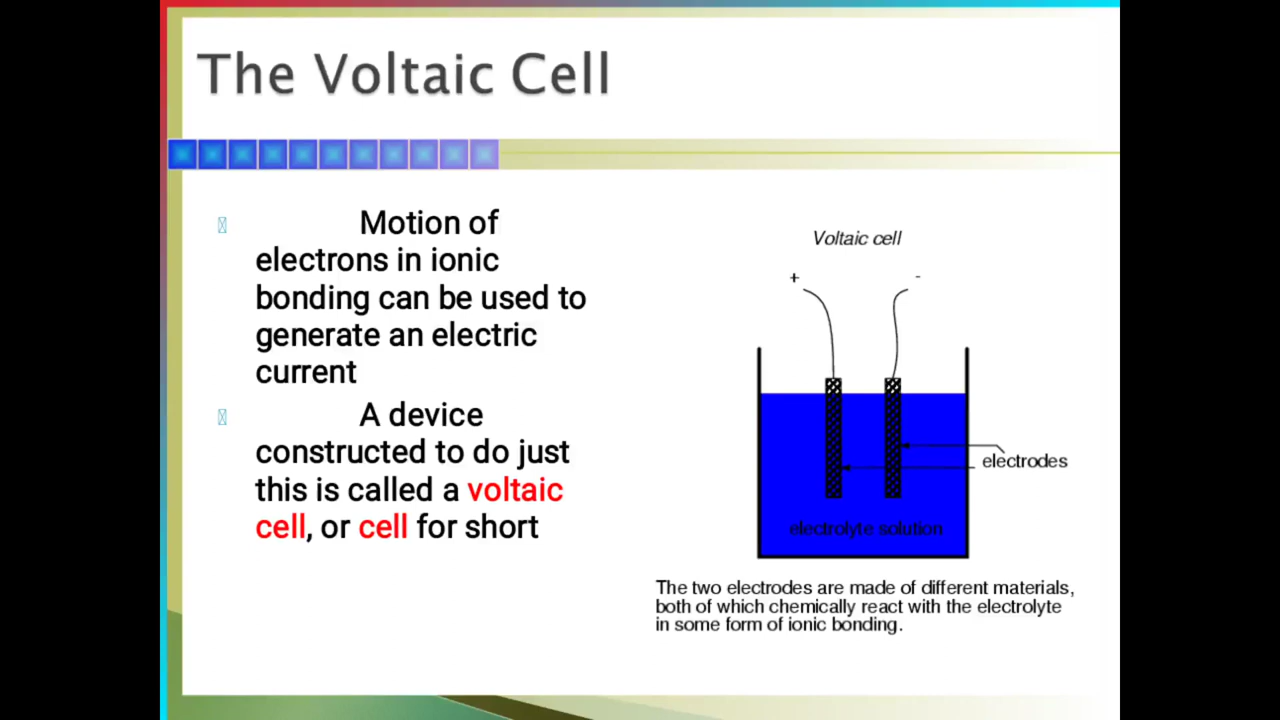 The Voltaic Cell
Motion of
electrons in ionic
bonding can be used to
generate an electric
current
A device
constructed to do just
this is called a voltaic
cell, or cell for short
Voltaic cell
+ -
electrodes
electrolyte solution
The two electrodes are made of different materials,
both of which chemically react with the electrolyte
in some form of ionic bonding.